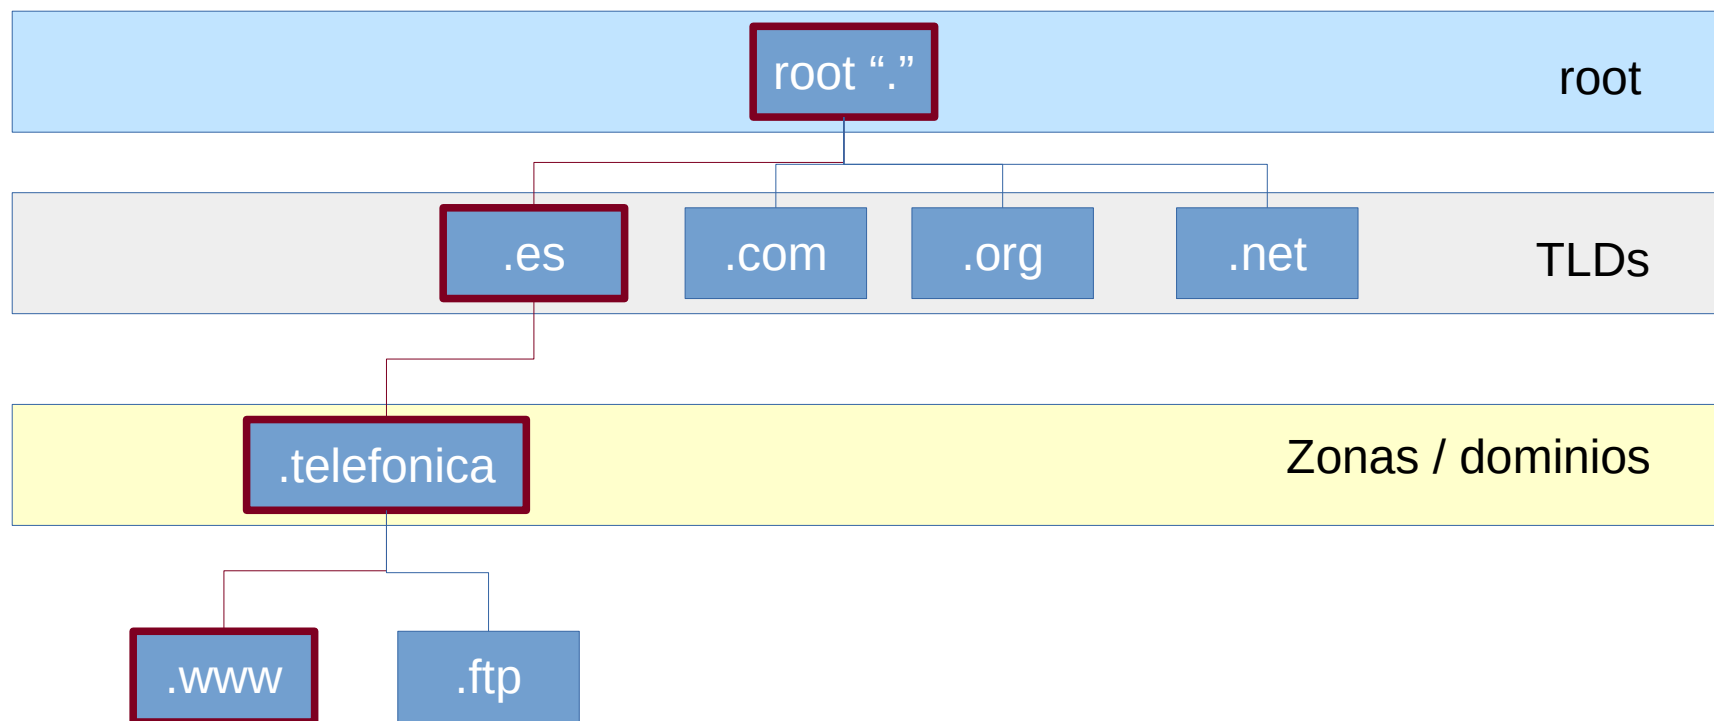 root “.”
root
.es
.com
.org
.net
TLDs
.telefonica
Zonas / dominios
.www
.ftp